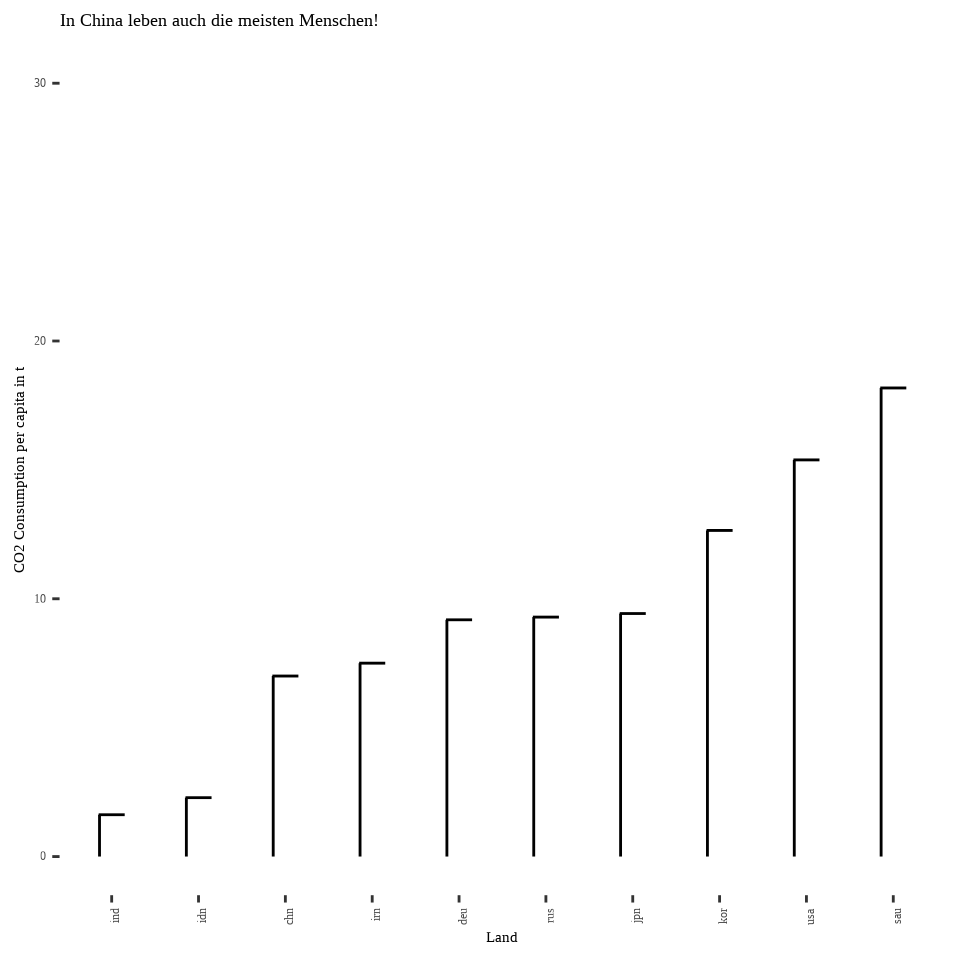 In China leben auch die meisten Menschen!
30
20
10
0
CO2 Consumption per capita in t
ind
idn
chn
irn
deu
rus
jpn
kor
usa
sau
Land